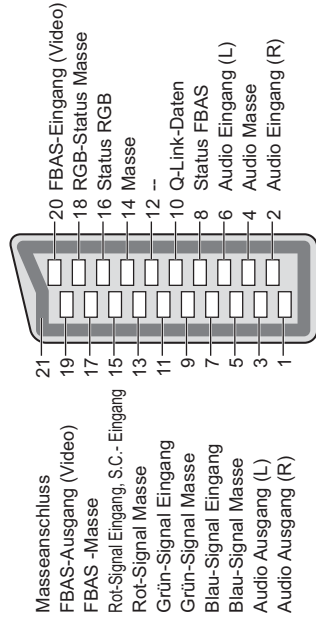 Masseanschluss
FBAS-Ausgang (Video)
FBAS -Masse
Rot-Signal Eingang, S.C.- Eingang
Rot-Signal Masse
Grün-Signal Eingang
Grün-Signal Masse
Blau-Signal Eingang
Blau-Signal Masse
Audio Ausgang (L)
Audio Ausgang (R)
21
19
17
15
13
11
9
7
5
3
1
20 FBAS-Eingang (Video)
18 RGB-Status Masse
16 Status RGB
14 Masse
12 --
10 Q-Link-Daten
8 Status FBAS
6 Audio Eingang (L)
4 Audio Masse
2 Audio Eingang (R)